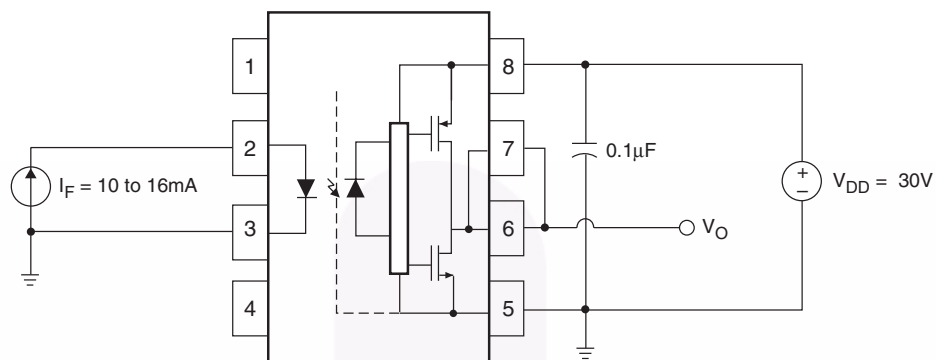 1
2
3
4
8
7
6
5
I_F = 10 to 16mA
0.1μF
+
–
V_DD = 30V
V_O